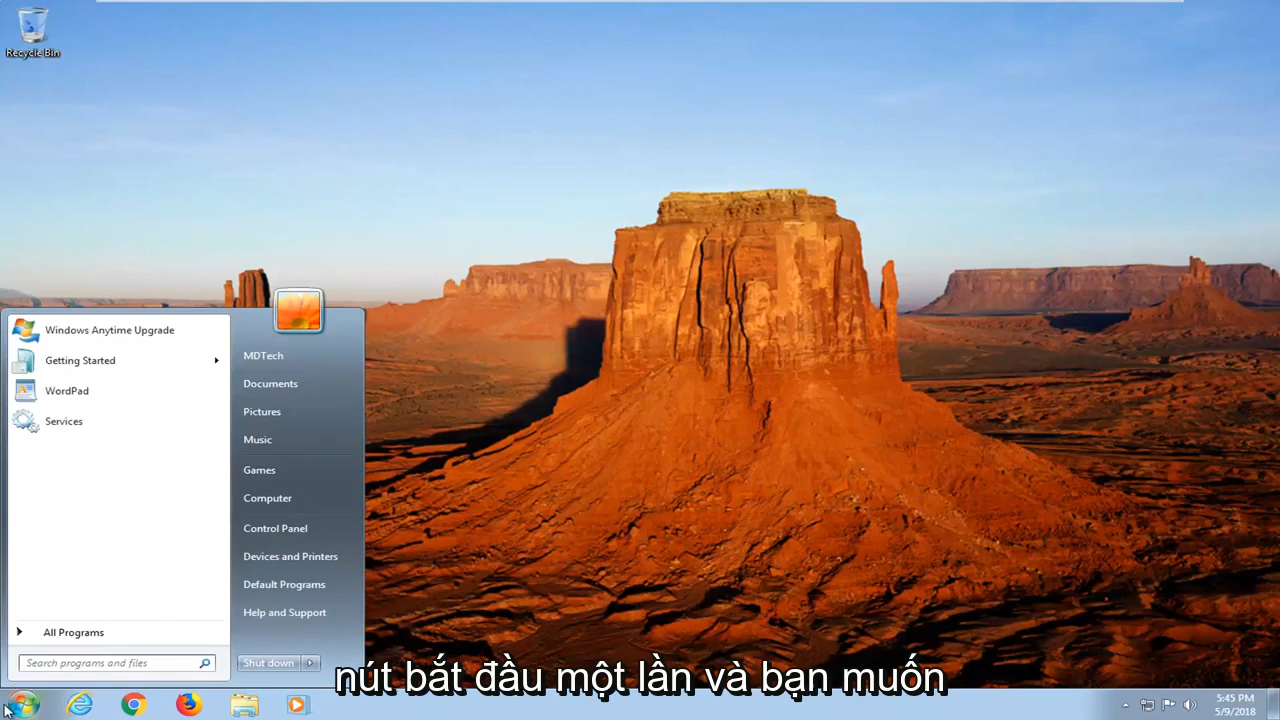 Recycle Bin
Windows Anytime Upgrade
Getting Started
WordPad
Services
All Programs
Search programs and files
MDTech
Documents
Pictures
Music
Games
Computer
Control Panel
Devices and Printers
Default Programs
Help and Support
Shut down
nút bắt đầu một lần và bạn muốn
5:45 PM
5/9/2018